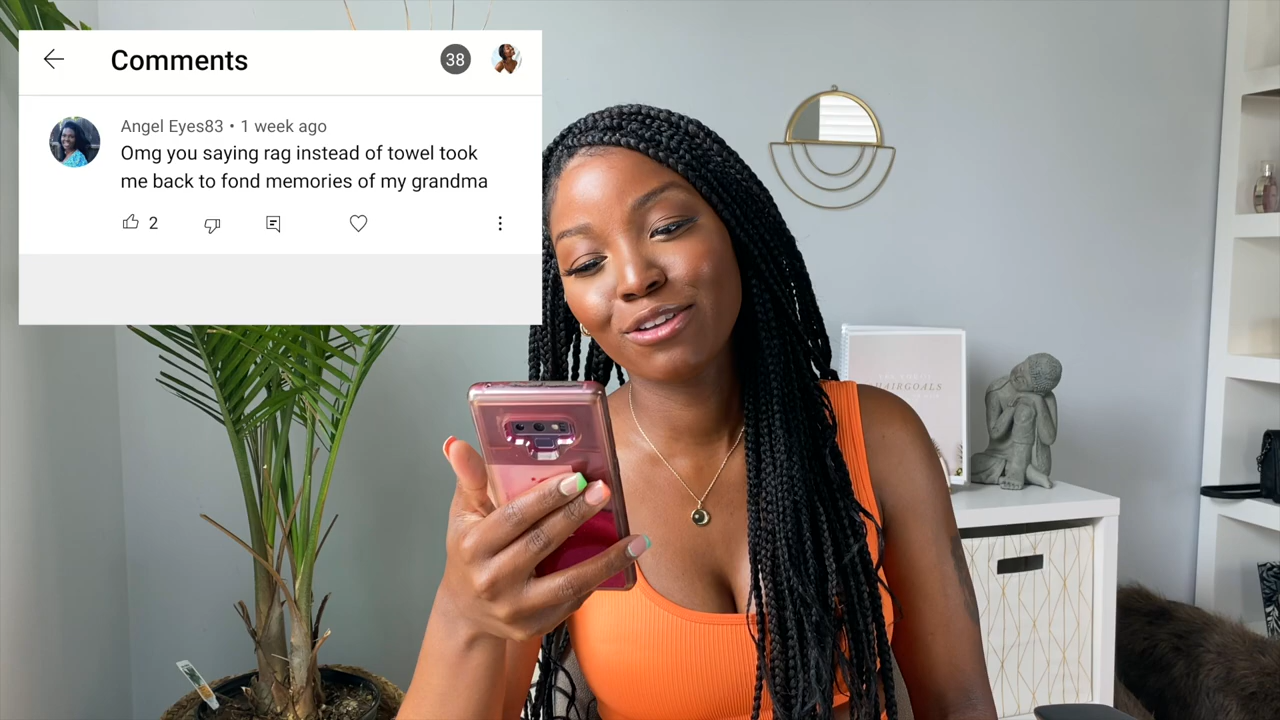 Comments
38
Angel Eyes83 • 1 week ago
Omg you saying rag instead of towel took
me back to fond memories of my grandma
2
HAIRGOALS